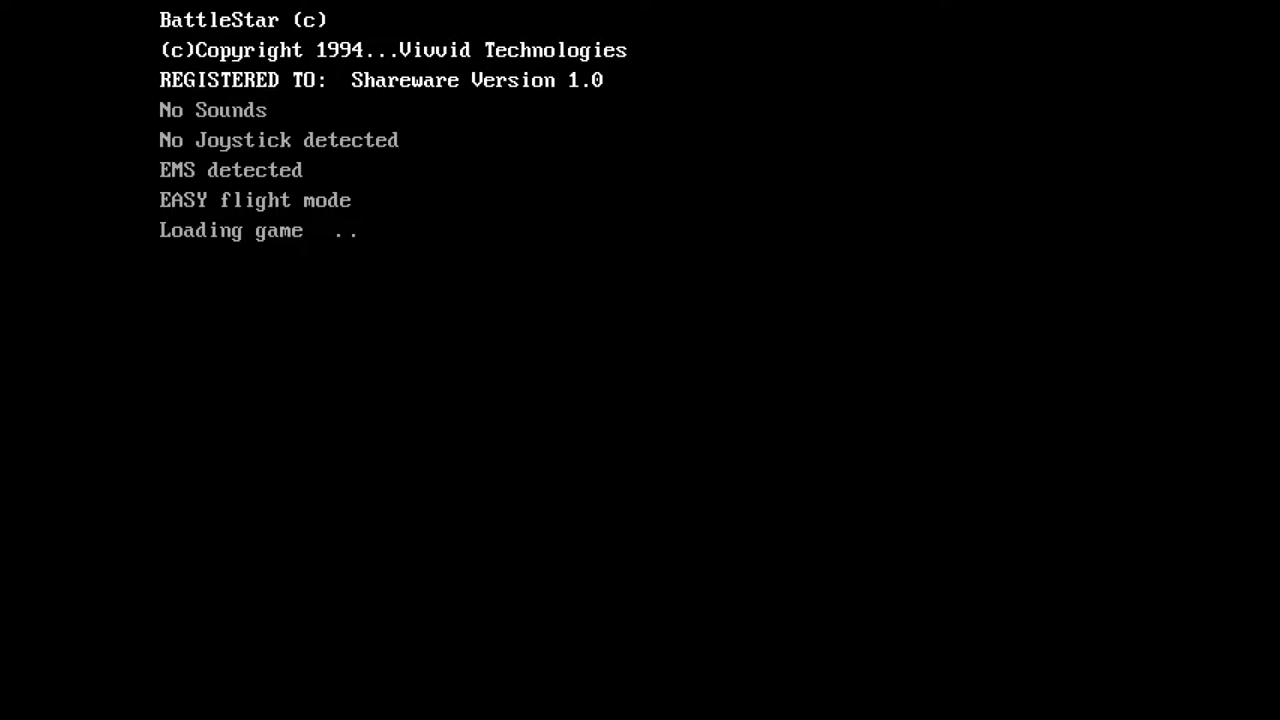 BattleStar (c)
(c)Copyright 1994...Vivvid Technologies
REGISTERED TO:  Shareware Version 1.0
No Sounds
No Joystick detected
EMS detected
EASY flight mode
Loading game  ..